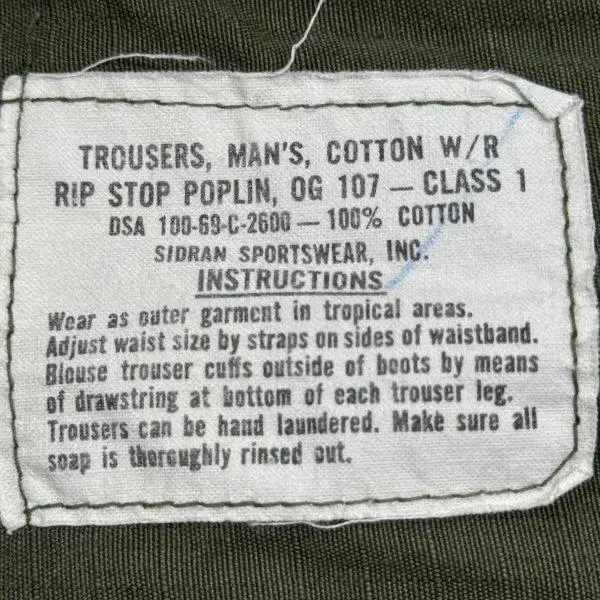 TROUSERS, MAN'S, COTTON W/R
RIP STOP POPLIN, OG 107 — CLASS 1
DSA 100-69-C-2600 — 100% COTTON
SIDRAN SPORTSWEAR, INC.
INSTRUCTIONS
Wear as outer garment in tropical areas.
Adjust waist size by straps on sides of waistband.
Blouse trouser cuffs outside of boots by means
of drawstring at bottom of each trouser leg.
Trousers can be hand laundered. Make sure all
soap is thoroughly rinsed out.